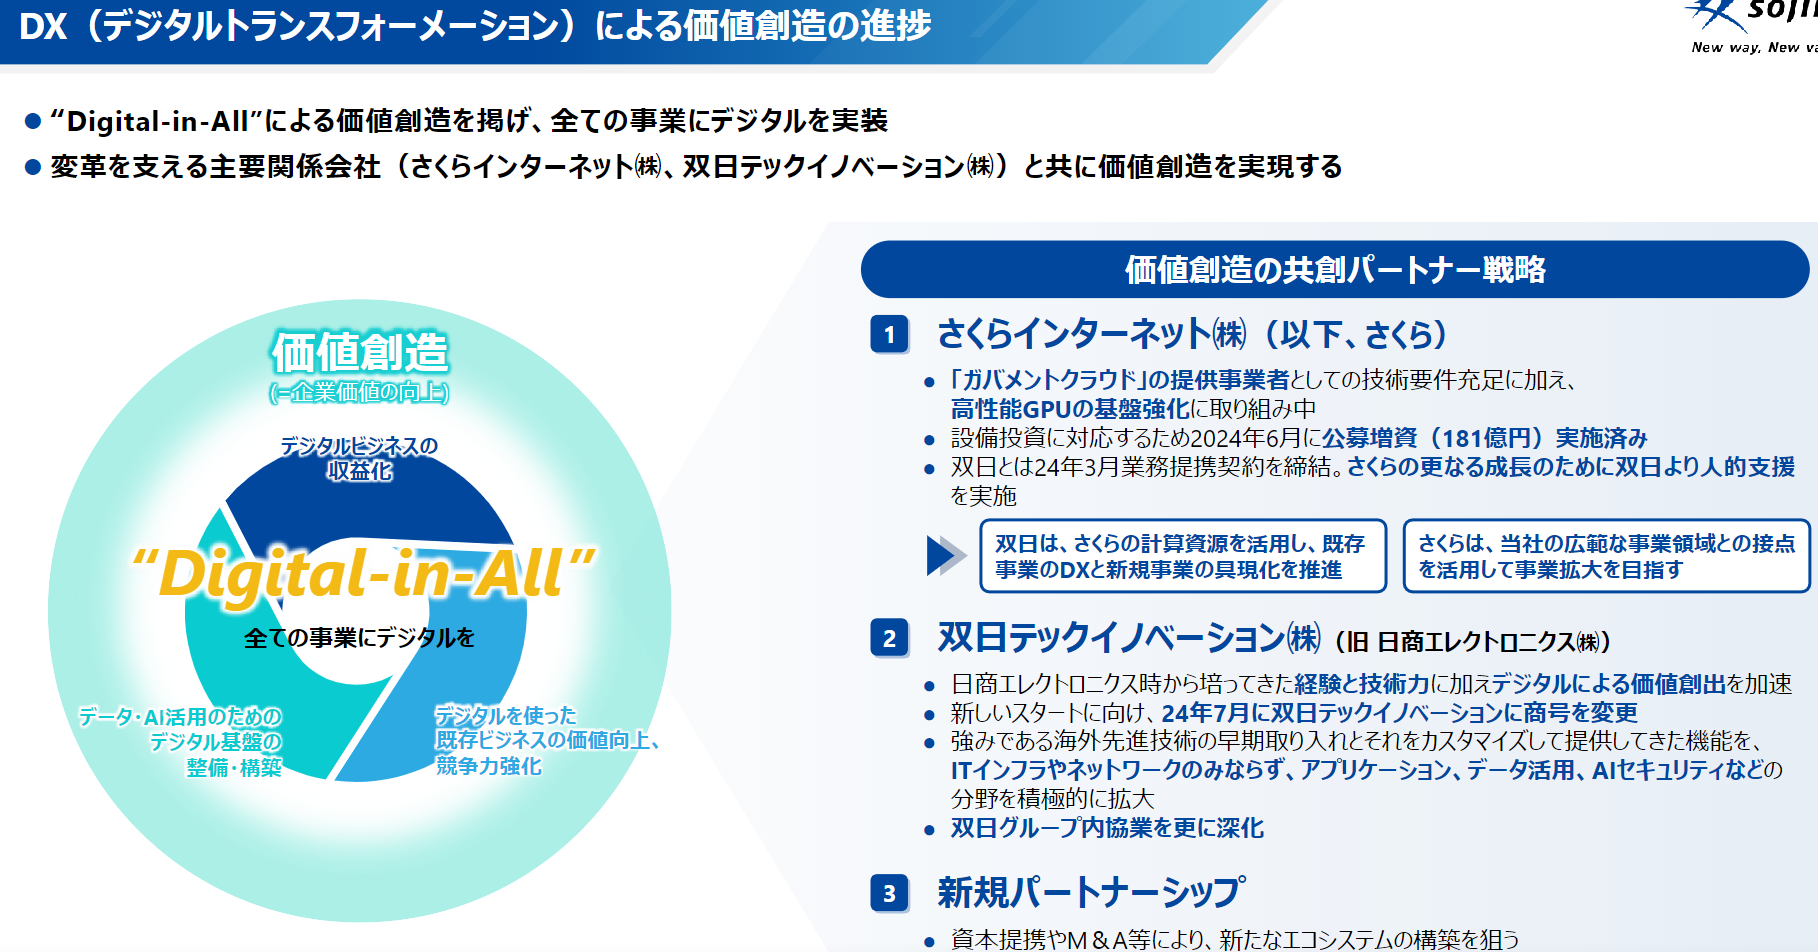 DX（デジタルトランスフォーメーション）による価値創造の進捗
New way, New
● “Digital-in-All”による価値創造を掲げ、全ての事業にデジタルを実装
● 変革を支える主要関係会社（さくらインターネット㈱、双日テックイノベーション㈱）と共に価値創造を実現する
価値創造
(=企業価値の向上)
デジタルビジネスの
収益化
“Digital-in-All”
全ての事業にデジタルを
データ・AI活用のための
デジタル基盤の
整備・構築
デジタルを使った
既存ビジネスの価値向上、
競争力強化
価値創造の共創パートナー戦略
1 さくらインターネット㈱（以下、さくら）
● 「ガバメントクラウド」の提供事業者としての技術要件充足に加え、
高性能GPUの基盤強化に取り組み中
● 設備投資に対応するため2024年6月に公募増資（181億円）実施済み
● 双日とは24年3月業務提携契約を締結。さくらの更なる成長のために双日より人的支援
を実施
双日は、さくらの計算資源を活用し、既存
事業のDXと新規事業の具現化を推進
さくらは、当社の広範な事業領域との接点
を活用して事業拡大を目指す
2 双日テックイノベーション㈱（旧 日商エレクトロニクス㈱）
● 日商エレクトロニクス時から培ってきた経験と技術力に加えデジタルによる価値創出を加速
● 新しいスタートに向け、24年7月に双日テックイノベーションに商号を変更
● 強みである海外先進技術の早期取り入れとそれをカスタマイズして提供してきた機能を、
ITインフラやネットワークのみならず、アプリケーション、データ活用、AIセキュリティなどの
分野を積極的に拡大
● 双日グループ内協業を更に深化
3 新規パートナーシップ
● 資本提携やM＆A等により、新たなエコシステムの構築を狙う